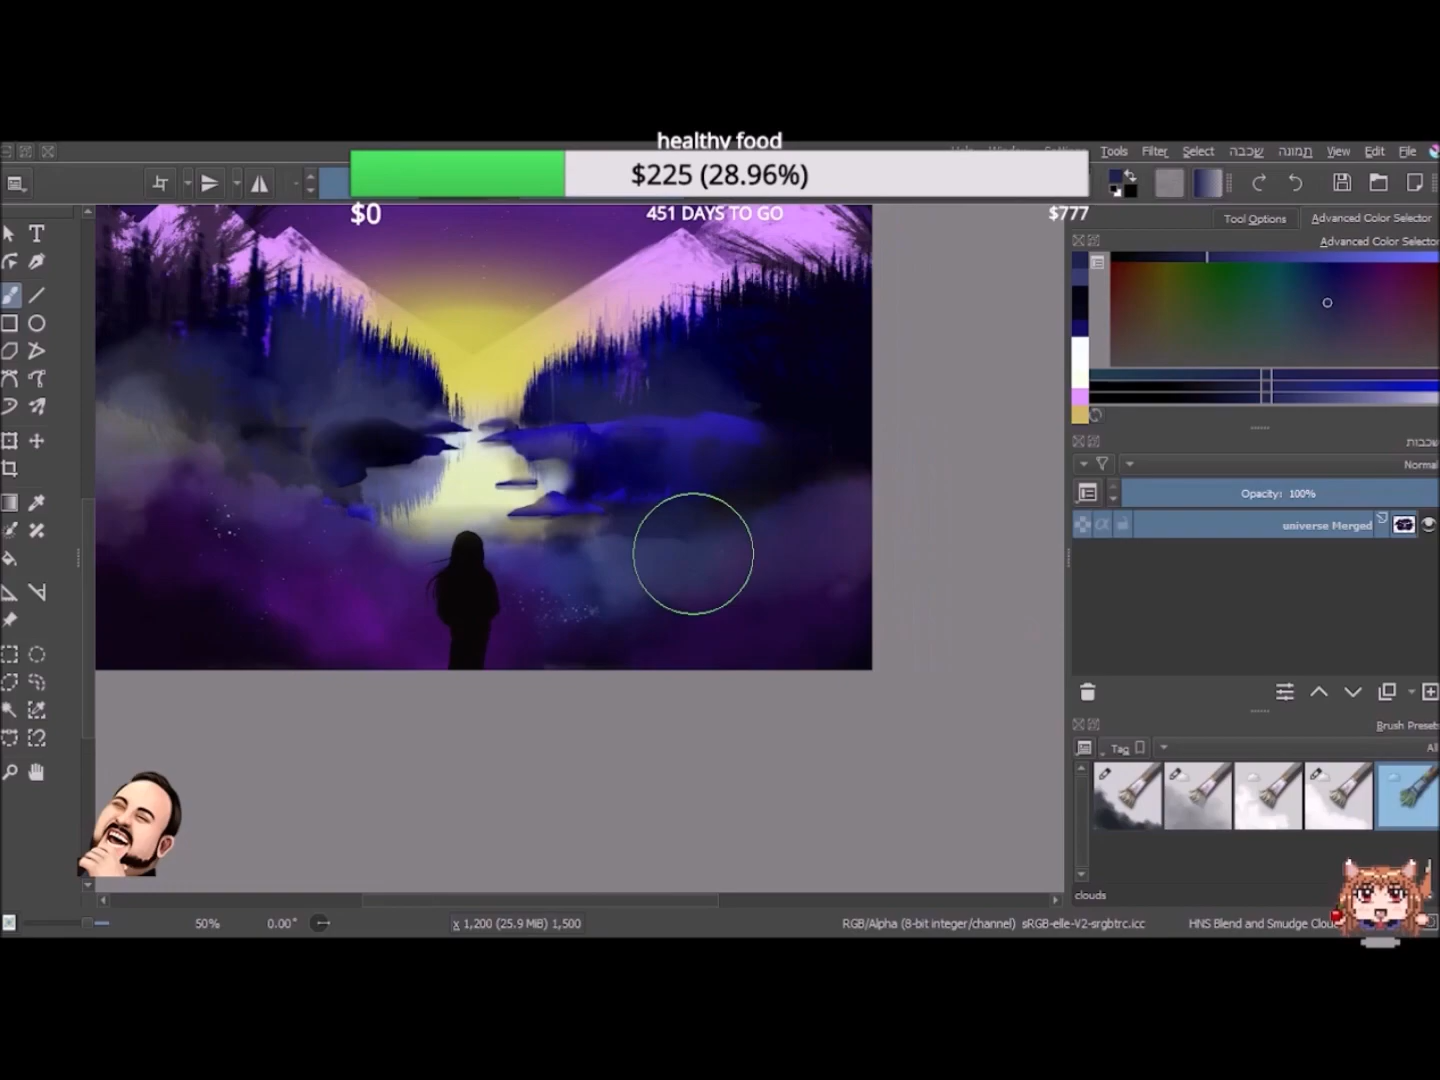 healthy food
$225 (28.96%)
$0
451 DAYS TO GO
$777
Tools Filter Select שכבה תמונה View Edit File
Tool Options
Advanced Color Selector
Advanced Color Selecto
שכבות
Normal
Opacity: 100%
universe Merged
Brush Preset
Tag
All
clouds
50%
0.00°
x 1,200 (25.9 MiB) 1,500
RGB/Alpha (8-bit integer/channel) sRGB-elle-V2-srgbtrc.icc
HNS Blend and Smudge Clou